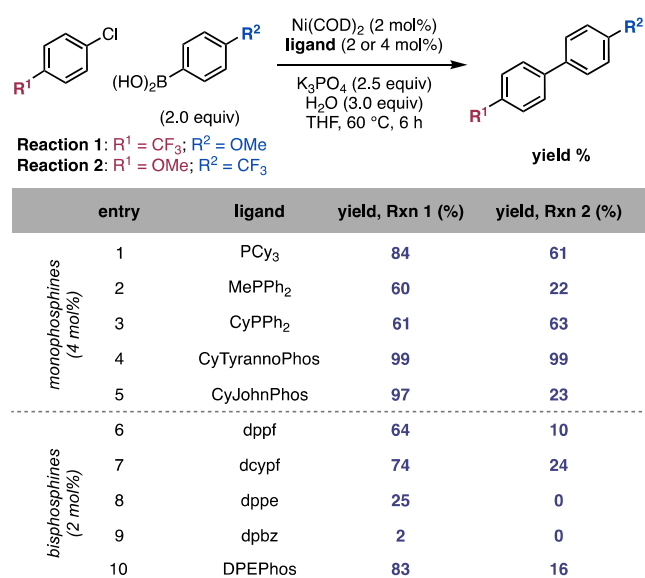 Cl
R¹
(HO)₂B
R²
(2.0 equiv)
Reaction 1: R¹ = CF₃; R² = OMe
Reaction 2: R¹ = OMe; R² = CF₃
Ni(COD)₂ (2 mol%)
ligand (2 or 4 mol%)
K₃PO₄ (2.5 equiv)
H₂O (3.0 equiv)
THF, 60 °C, 6 h
R²
R¹
yield %
entry ligand yield, Rxn 1 (%) yield, Rxn 2 (%)
monophosphines
(4 mol%)
1 PCy₃ 84 61
2 MePPh₂ 60 22
3 CyPPh₂ 61 63
4 CyTyrannoPhos 99 99
5 CyJohnPhos 97 23
bisphosphines
(2 mol%)
6 dppf 64 10
7 dcypf 74 24
8 dppe 25 0
9 dpbz 2 0
10 DPEPhos 83 16